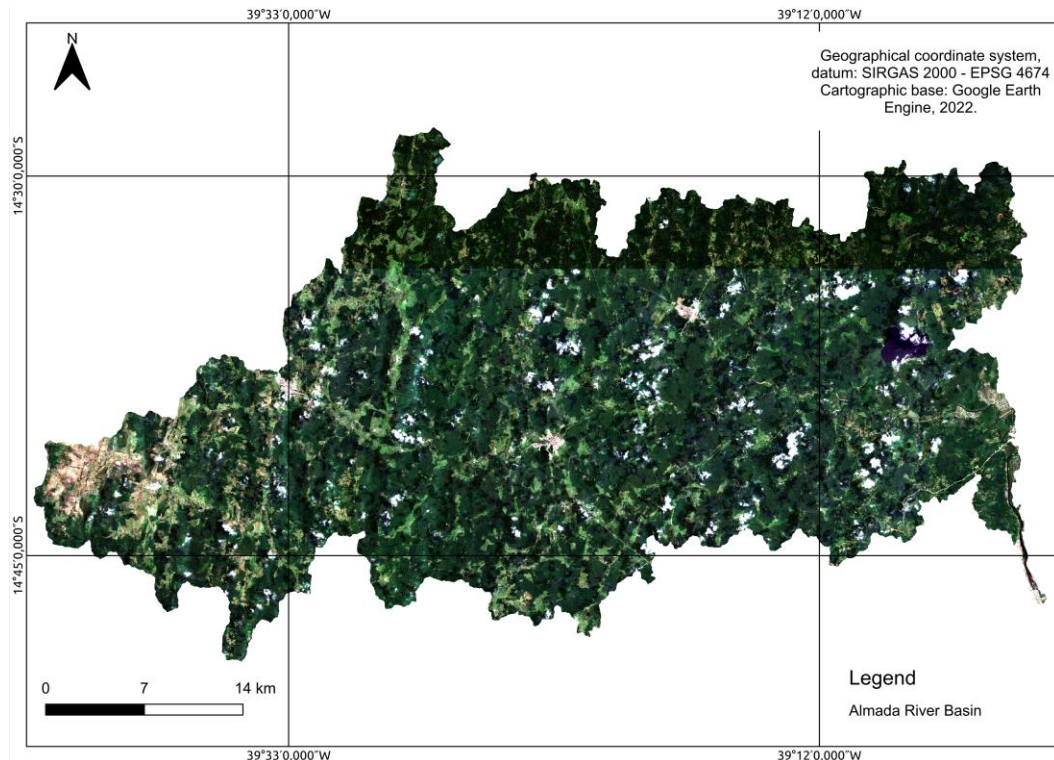 39°33′0,000″W 39°12′0,000″W
N
Geographical coordinate system,
datum: SIRGAS 2000 - EPSG 4674
Cartographic base: Google Earth
Engine, 2022.
14°30′0,000″S
14°45′0,000″S
0 7 14 km
Legend
Almada River Basin
39°33′0,000″W 39°12′0,000″W